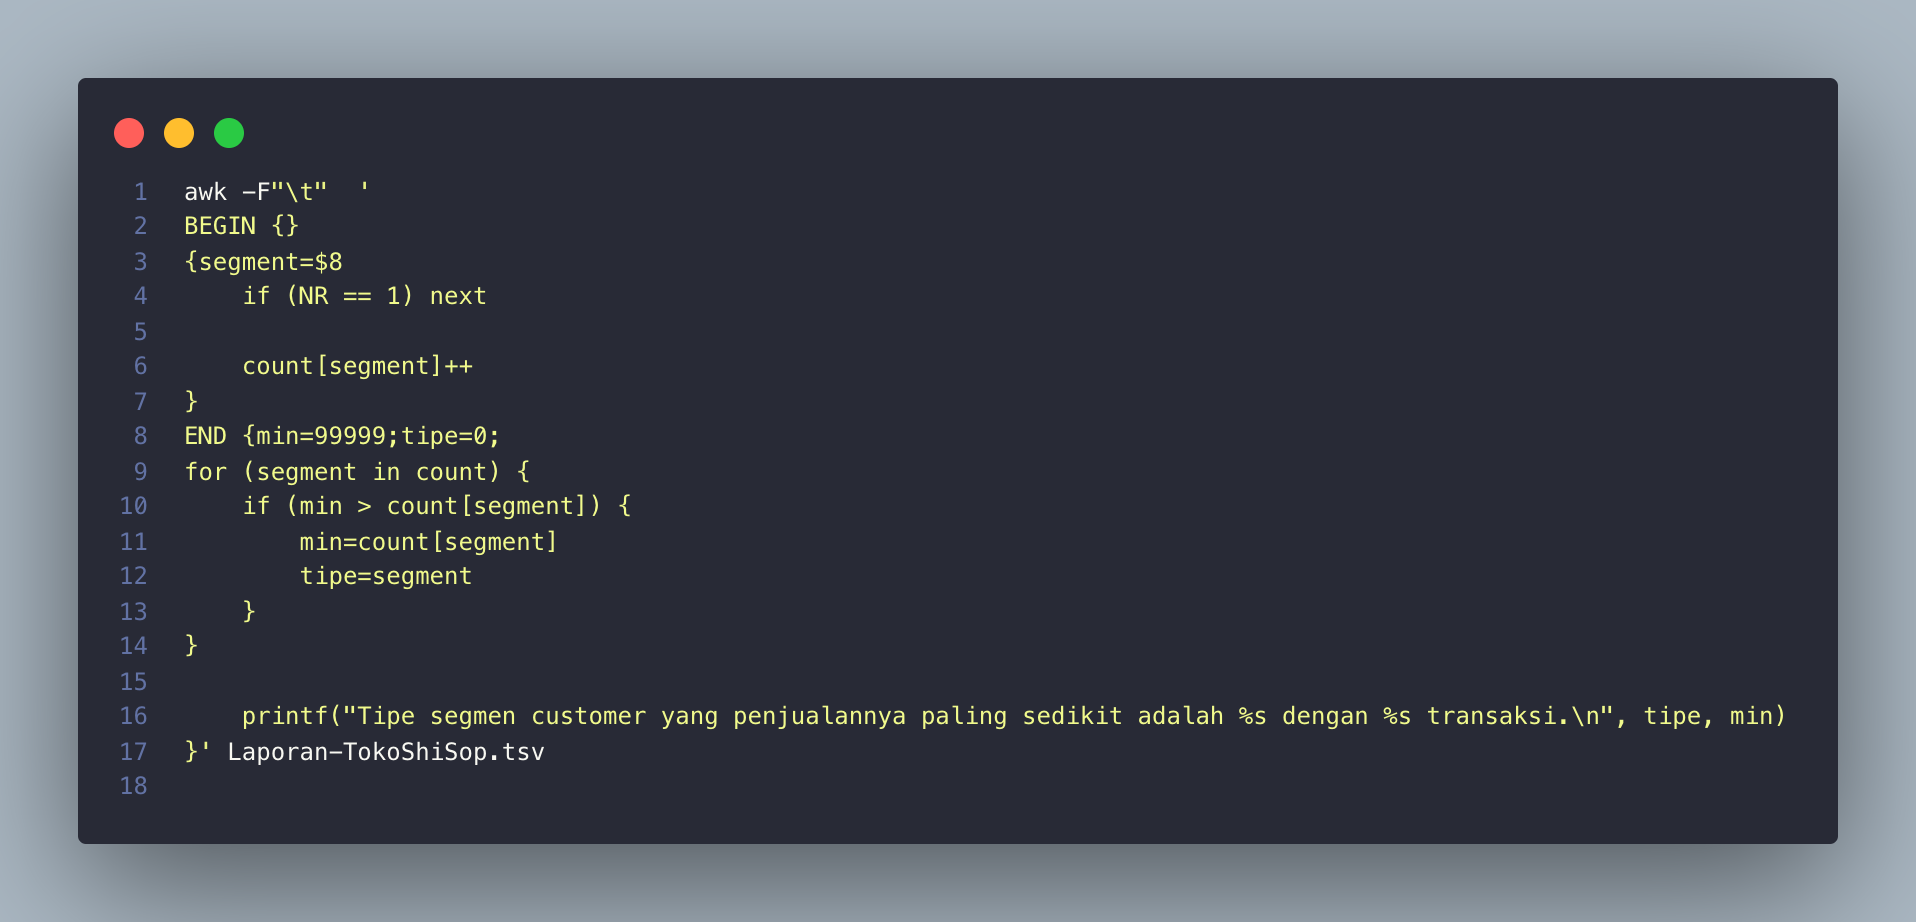 1 awk -F"\t"  '
2 BEGIN {}
3 {segment=$8
4     if (NR == 1) next
5
6     count[segment]++
7 }
8 END {min=99999;tipe=0;
9 for (segment in count) {
10     if (min > count[segment]) {
11         min=count[segment]
12         tipe=segment
13     }
14 }
15
16     printf("Tipe segmen customer yang penjualannya paling sedikit adalah %s dengan %s transaksi.\n", tipe, min)
17 }' Laporan-TokoShiSop.tsv
18